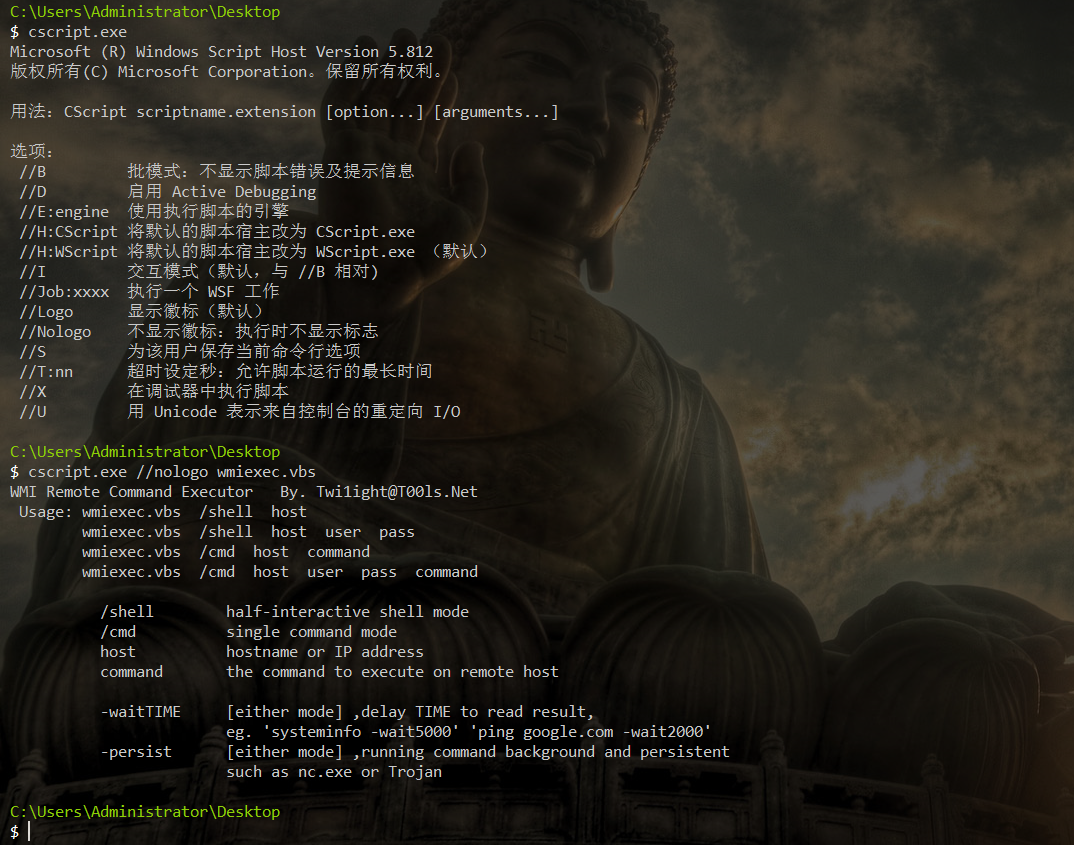 C:\Users\Administrator\Desktop
$ cscript.exe
Microsoft (R) Windows Script Host Version 5.812
版权所有(C) Microsoft Corporation。保留所有权利。
用法：CScript scriptname.extension [option...] [arguments...]
选项：
//B 批模式：不显示脚本错误及提示信息
//D 启用 Active Debugging
//E:engine 使用执行脚本的引擎
//H:CScript 将默认的脚本宿主改为 CScript.exe
//H:WScript 将默认的脚本宿主改为 WScript.exe （默认）
//I 交互模式（默认，与 //B 相对)
//Job:xxxx 执行一个 WSF 工作
//Logo 显示徽标（默认）
//Nologo 不显示徽标：执行时不显示标志
//S 为该用户保存当前命令行选项
//T:nn 超时设定秒：允许脚本运行的最长时间
//X 在调试器中执行脚本
//U 用 Unicode 表示来自控制台的重定向 I/O
C:\Users\Administrator\Desktop
$ cscript.exe //nologo wmiexec.vbs
WMI Remote Command Executor By. Twi1ight@T00ls.Net
Usage: wmiexec.vbs /shell host
wmiexec.vbs /shell host user pass
wmiexec.vbs /cmd host command
wmiexec.vbs /cmd host user pass command
/shell half-interactive shell mode
/cmd single command mode
host hostname or IP address
command the command to execute on remote host
-waitTIME [either mode] ,delay TIME to read result,
eg. 'systeminfo -wait5000' 'ping google.com -wait2000'
-persist [either mode] ,running command background and persistent
such as nc.exe or Trojan
C:\Users\Administrator\Desktop
$